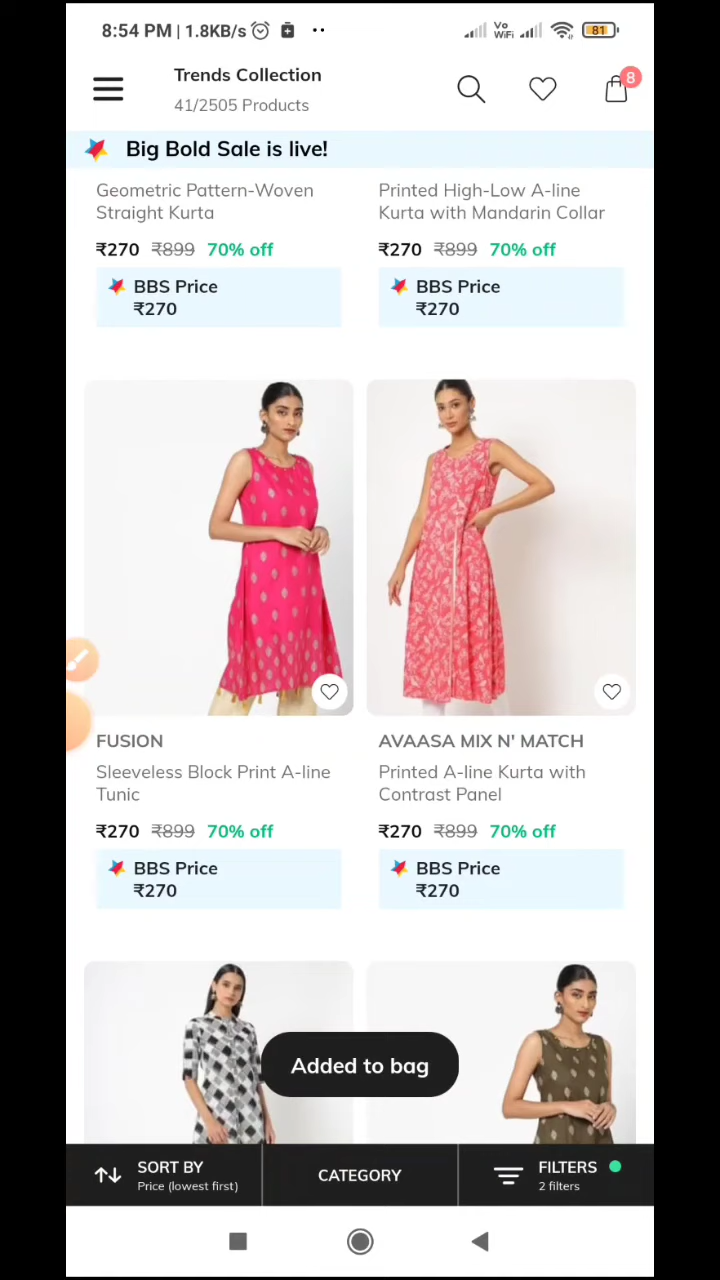 8:54 PM | 1.8KB/s
Vo WiFi
81
Trends Collection
41/2505 Products
8
Big Bold Sale is live!
Geometric Pattern-Woven
Straight Kurta
₹270 ₹899 70% off
BBS Price
₹270
Printed High-Low A-line
Kurta with Mandarin Collar
₹270 ₹899 70% off
BBS Price
₹270
FUSION
Sleeveless Block Print A-line
Tunic
₹270 ₹899 70% off
BBS Price
₹270
AVAASA MIX N' MATCH
Printed A-line Kurta with
Contrast Panel
₹270 ₹899 70% off
BBS Price
₹270
Added to bag
SORT BY
Price (lowest first)
CATEGORY
FILTERS
2 filters